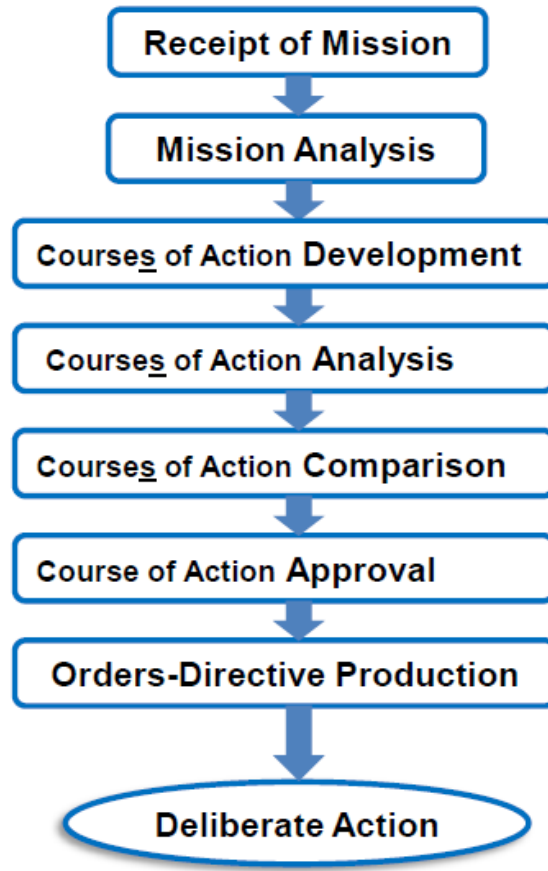 Receipt of Mission
Mission Analysis
Courses of Action Development
Courses of Action Analysis
Courses of Action Comparison
Course of Action Approval
Orders-Directive Production
Deliberate Action